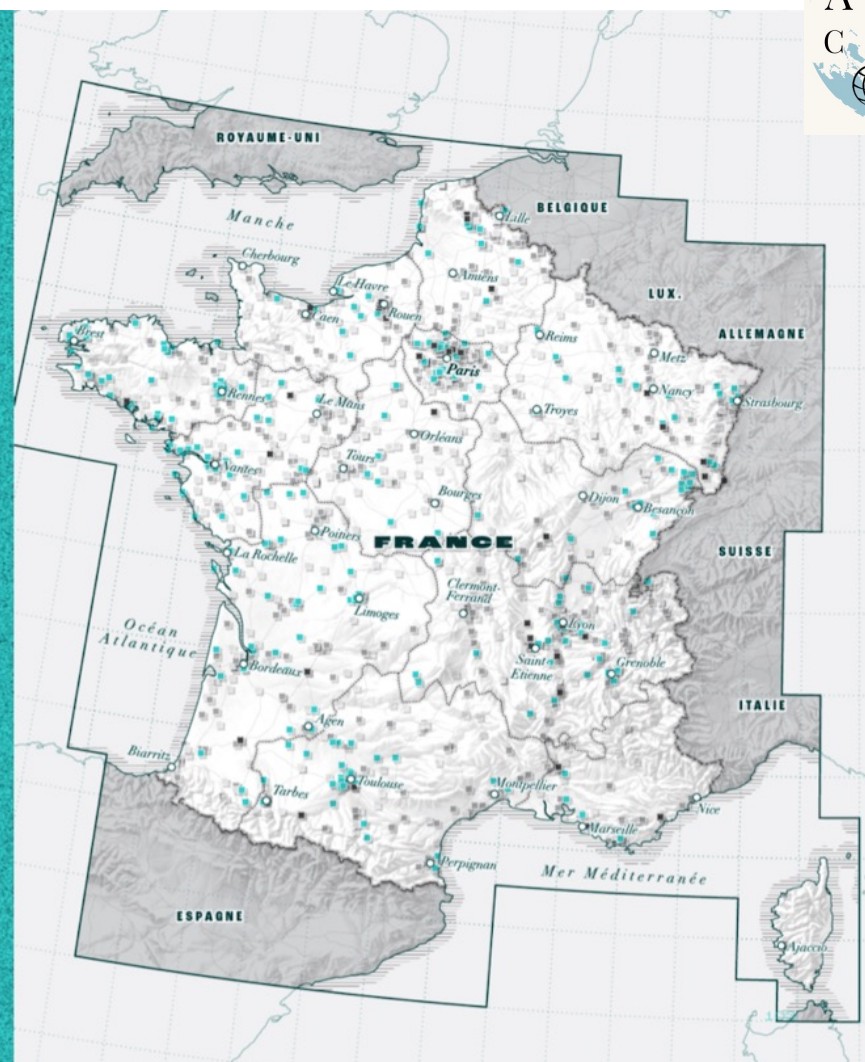 A
C
ROYAUME-UNI
BELGIQUE
Lille
Manche
Cherbourg
Amiens
LUX.
Le Havre
Rouen
Caen
ALLEMAGNE
Brest
Reims
Metz
Paris
Nancy
Rennes
Le Mans
Strasbourg
Troyes
Orléans
Tours
Nantes
Bourges
Dijon
Besançon
Poitiers
FRANCE
La Rochelle
SUISSE
Clermont-
Ferrand
Limoges
Lyon
Océan
Atlantique
Saint-
Etienne
Grenoble
Bordeaux
ITALIE
Agen
Biarritz
Toulouse
Montpellier
Tarbes
Nice
Marseille
Perpignan
Mer Méditerranée
ESPAGNE
Ajaccio